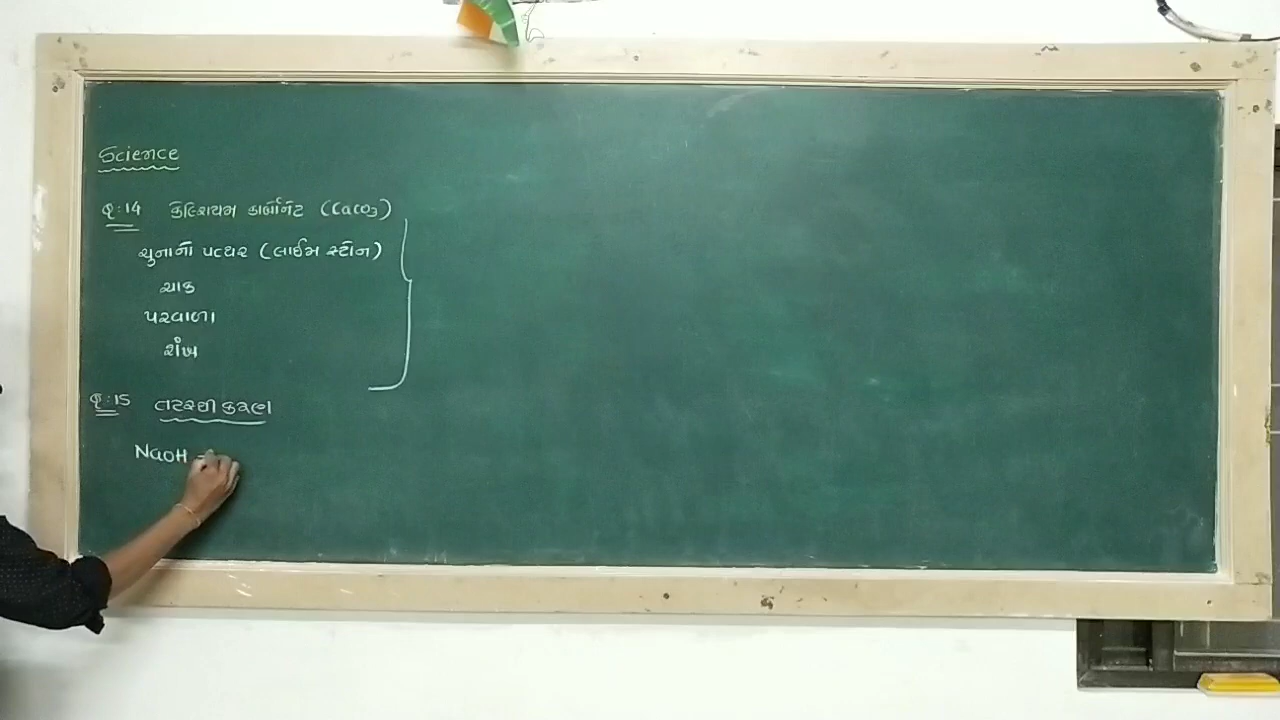 Science
પ્ર:14 કેલ્શિયમ કાર્બોનેટ (CaCO3)
ચુનાનો પત્થર (લાઈમ સ્ટોન)
ચાક
પરવાળા
શંખ
પ્ર:15 તટસ્થીકરણ
NaOH